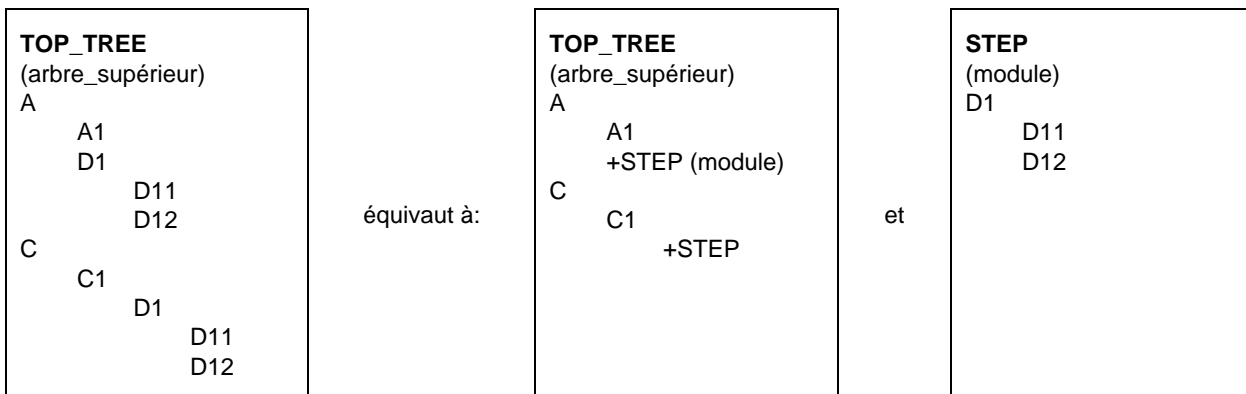 TOP_TREE
(arbre_supérieur)
A
A1
D1
D11
D12
C
C1
D1
D11
D12
équivaut à:
TOP_TREE
(arbre_supérieur)
A
A1
+STEP (module)
C
C1
+STEP
et
STEP
(module)
D1
D11
D12